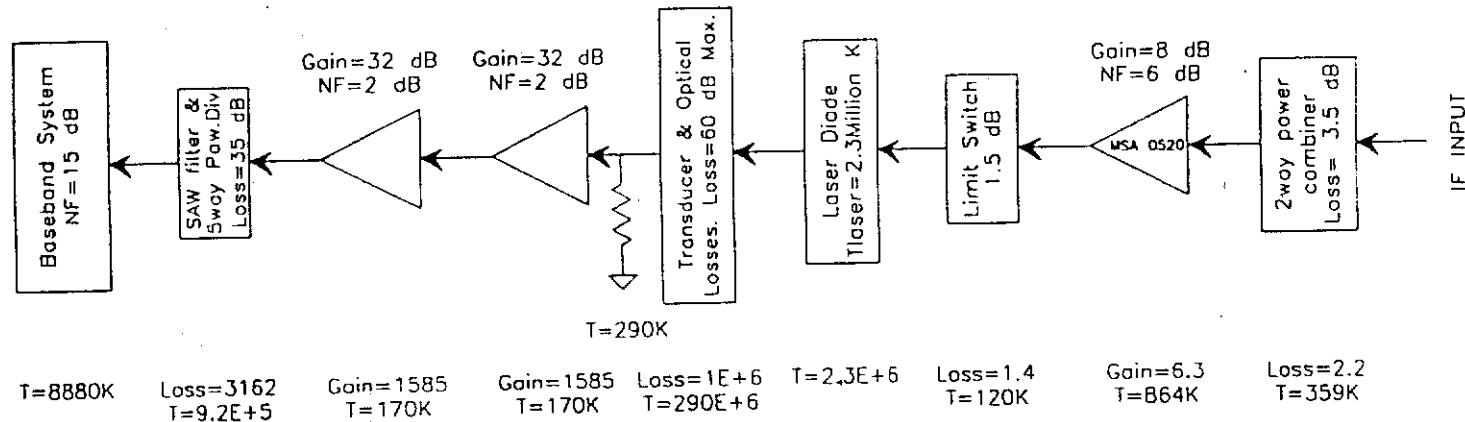 Baseband System
NF=15 dB
SAW filter &
5way Pow.Div
Loss=35 dB
Gain=32 dB
NF=2 dB
Gain=32 dB
NF=2 dB
Transducer & Optical
Losses. Loss=60 dB Max.
Laser Diode
Tlaser=2.3Million K
Limit Switch
1.5 dB
Gain=8 dB
NF=6 dB
MSA 0520
2way power
combiner
Loss= 3.5 dB
IF INPUT
T=290K
T=8880K
Loss=3162
T=9.2E+5
Gain=1585
T=170K
Gain=1585
T=170K
Loss=1E+6
T=290E+6
T=2.3E+6
Loss=1.4
T=120K
Gain=6.3
T=864K
Loss=2.2
T=359K